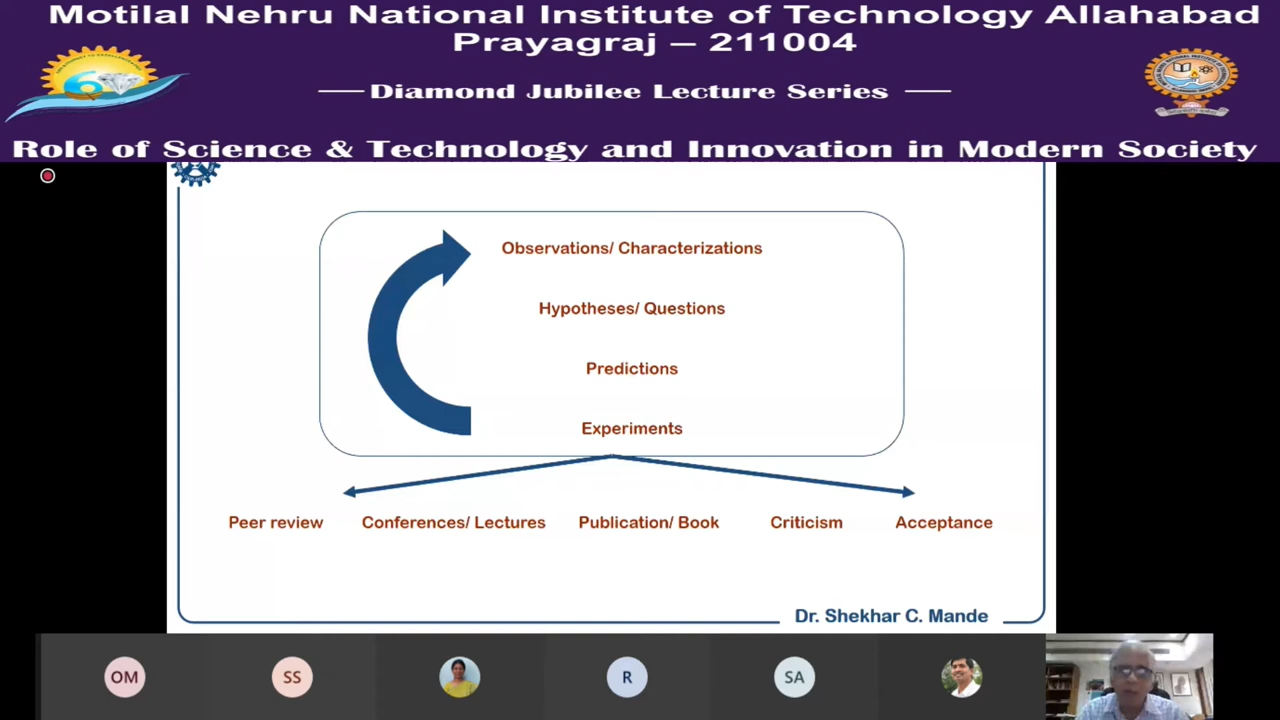 Motilal Nehru National Institute of Technology Allahabad
Prayagraj – 211004
Diamond Jubilee Lecture Series
Role of Science & Technology and Innovation in Modern Society
Observations/ Characterizations
Hypotheses/ Questions
Predictions
Experiments
Peer review
Conferences/ Lectures
Publication/ Book
Criticism
Acceptance
Dr. Shekhar C. Mande
OM
SS
R
SA